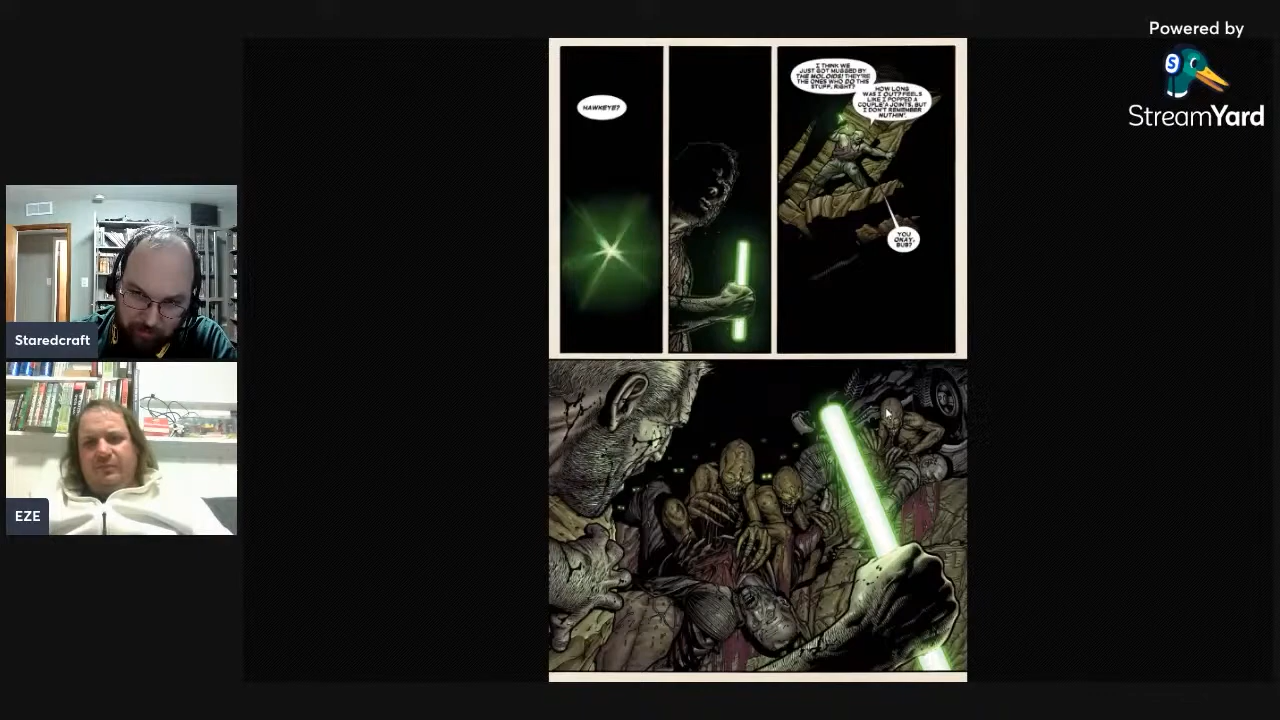 Powered by
StreamYard
HAWKEYE?
I THINK WE
JUST GOT MUGGED BY
THE MOLOIDS! THEY'RE
THE ONES WHO DO THIS
STUFF, RIGHT?
HOW LONG
WAS I OUT? FEELS
LIKE I POPPED A
COUPLE'A JOINTS, BUT
I DON'T REMEMBER
NUTHIN'.
YOU
OKAY,
BUB?
Staredcraft
EZE